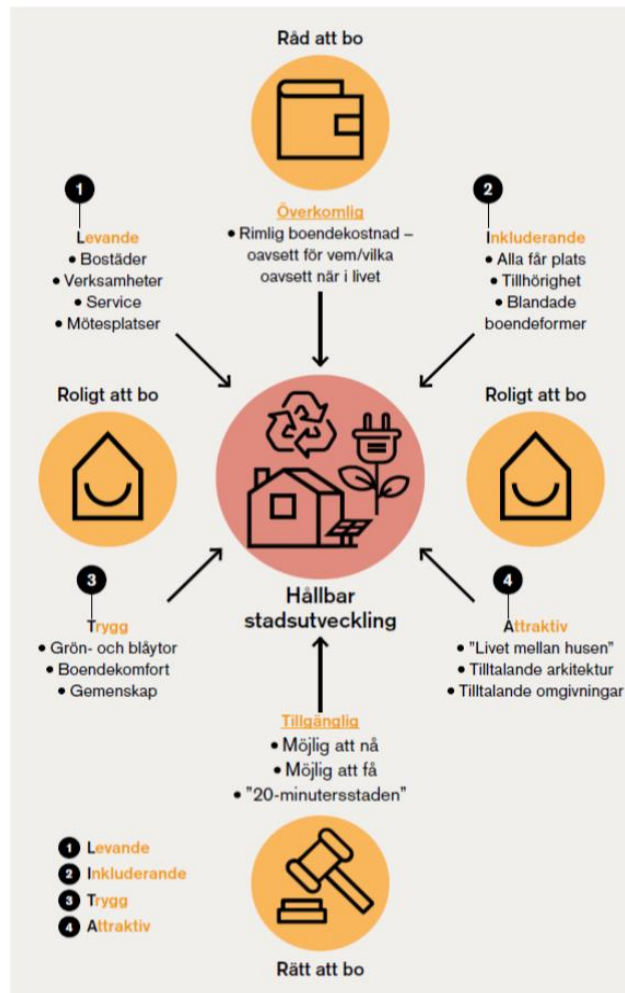 Råd att bo
Överkomlig
• Rimlig boendekostnad –
oavsett för vem/vilka
oavsett när i livet
1
Levande
• Bostäder
• Verksamheter
• Service
• Mötesplatser
2
Inkluderande
• Alla får plats
• Tillhörighet
• Blandade
boendeformer
Roligt att bo
Roligt att bo
Hållbar
stadsutveckling
3
Trygg
• Grön- och blåytor
• Boendekomfort
• Gemenskap
4
Attraktiv
• "Livet mellan husen"
• Tilltalande arkitektur
• Tilltalande omgivningar
Tillgänglig
• Möjlig att nå
• Möjlig att få
• "20-minutersstaden"
1 Levande
2 Inkluderande
3 Trygg
4 Attraktiv
Rätt att bo